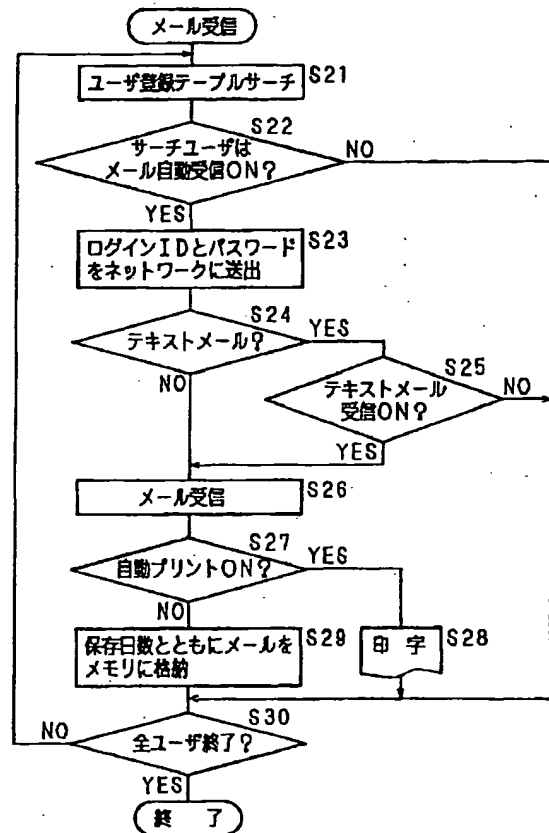 メール受信
ユーザ登録テーブルサーチ
S21
S22
サーチユーザは
メール自動受信ON?
NO
YES
S23
ログインIDとパスワード
をネットワークに送出
S24
テキストメール?
YES
NO
S25
テキストメール
受信ON?
NO
YES
メール受信
S26
S27
自動プリントON?
YES
NO
S29
保存日数とともにメールを
メモリに格納
印 字
S28
S30
NO
全ユーザ終了?
YES
終 了